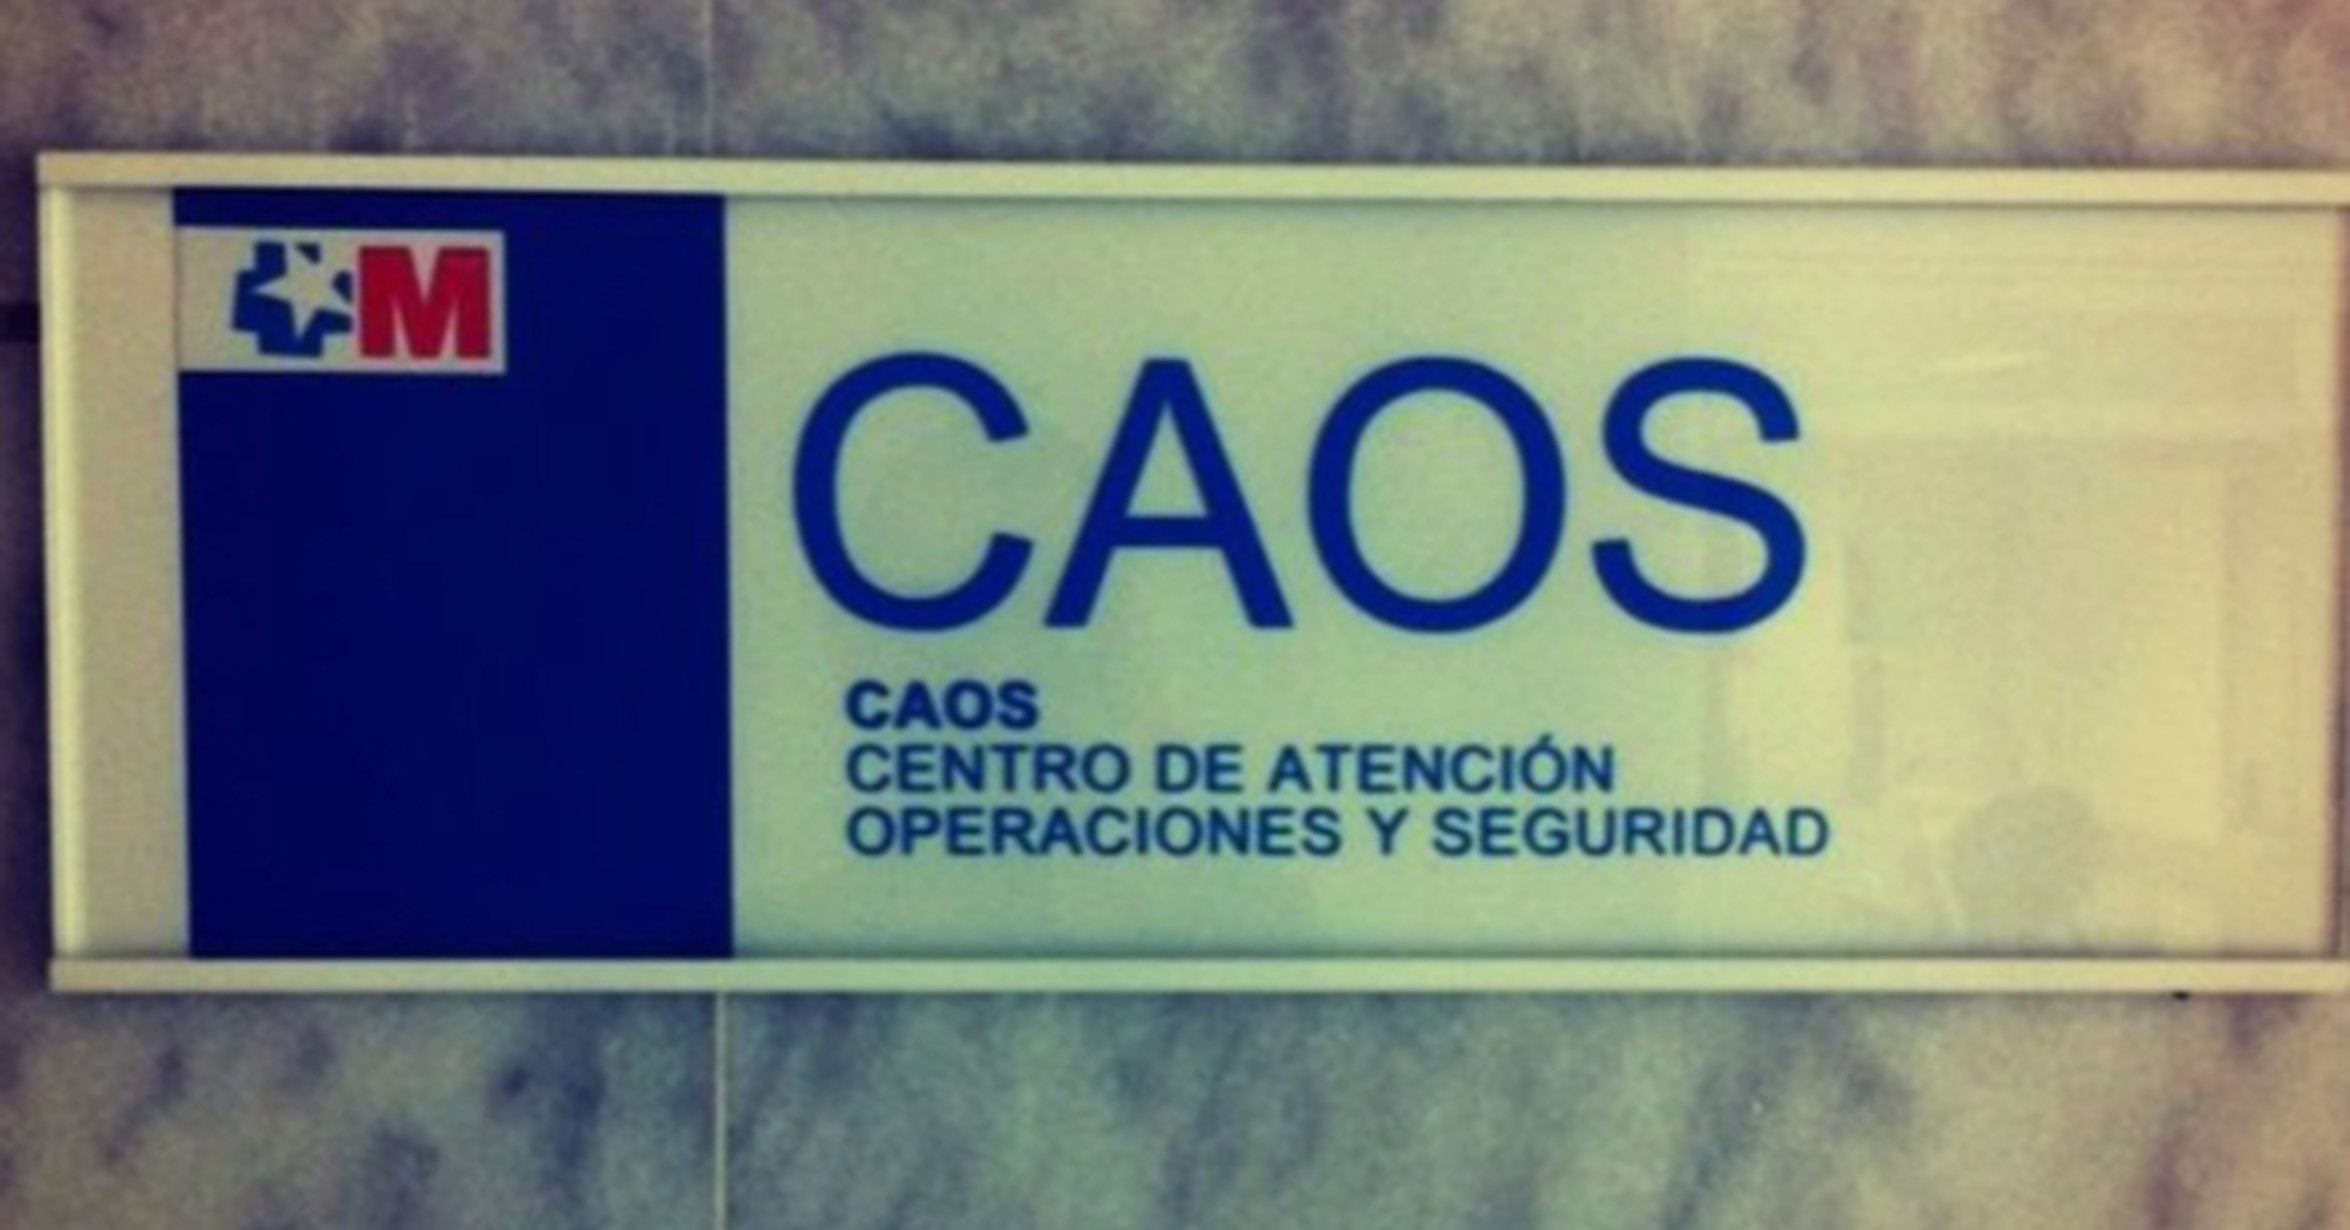 M
CAOS
CAOS
CENTRO DE ATENCIÓN
OPERACIONES Y SEGURIDAD